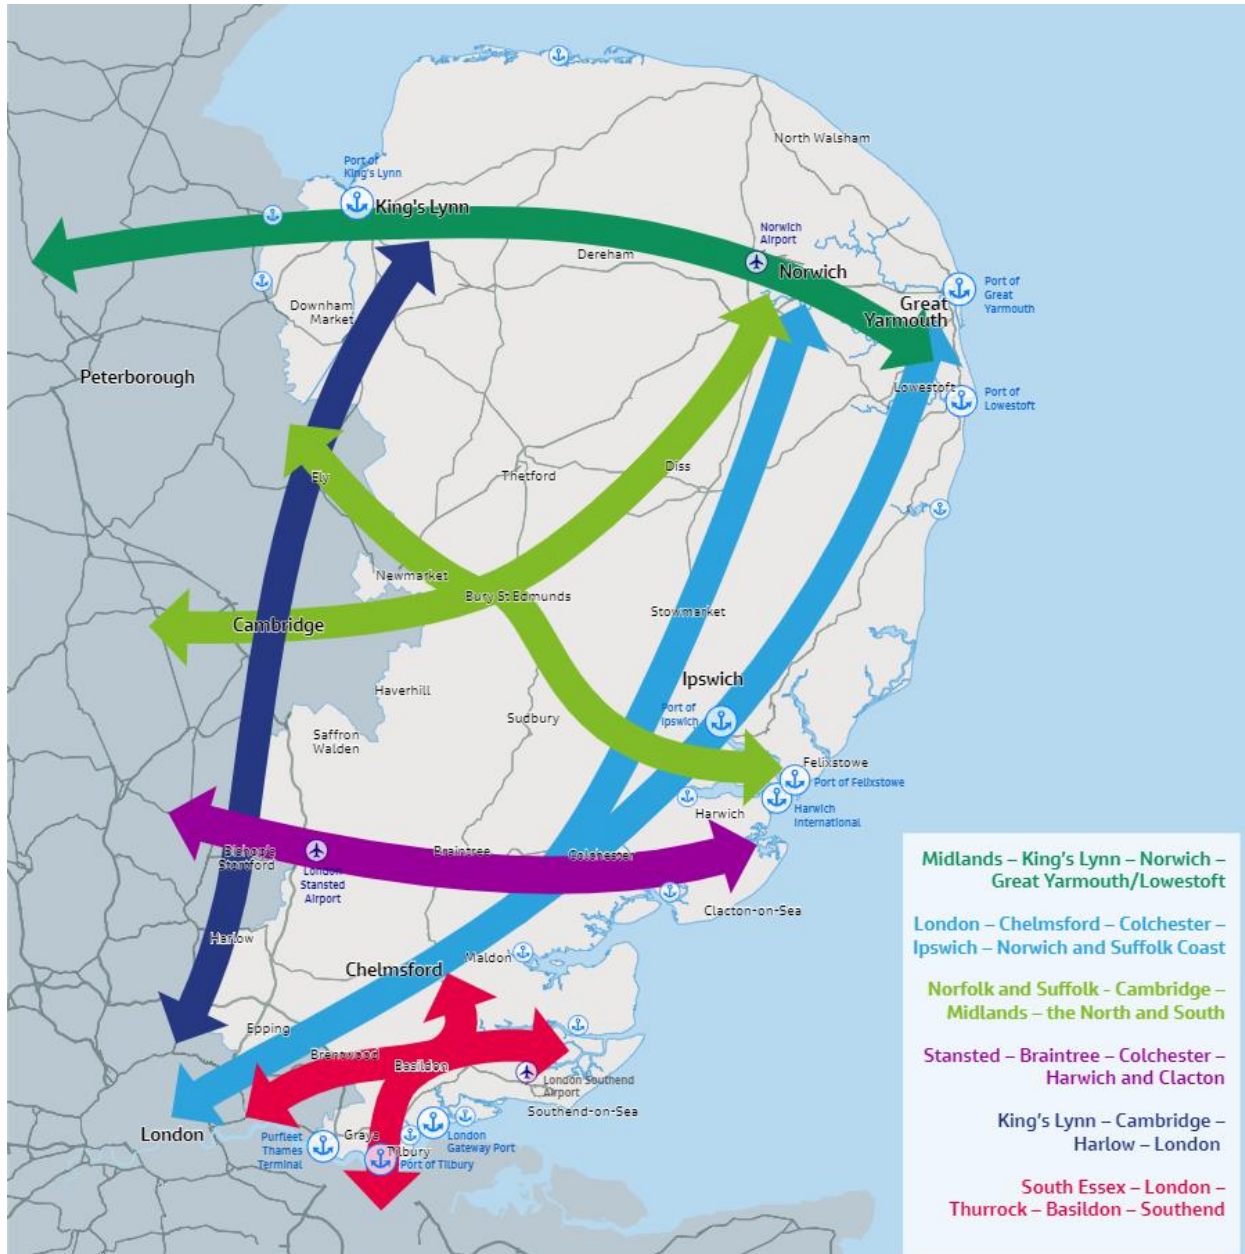 North Walsham
Port of
King's Lynn
King's Lynn
Norwich
Airport
Dereham
Norwich
Port of
Great
Yarmouth
Great
Yarmouth
Downham
Market
Peterborough
Lowestoft
Port of
Lowestoft
Ely
Thetford
Diss
Newmarket
Bury St Edmunds
Stowmarket
Cambridge
Haverhill
Ipswich
Port of
Ipswich
Sudbury
Saffron
Walden
Felixstowe
Port of Felixstowe
Harwich
Harwich
International
Bishop's
Stortford
London
Stansted
Airport
Braintree
Colchester
Clacton-on-Sea
Harlow
Maldon
Chelmsford
Epping
Brentwood
Basildon
London Southend
Airport
Southend-on-Sea
London
Purfleet
Thames
Terminal
Grays
Tilbury
Port of Tilbury
London
Gateway Port
Midlands – King's Lynn – Norwich –
Great Yarmouth/Lowestoft
London – Chelmsford – Colchester –
Ipswich – Norwich and Suffolk Coast
Norfolk and Suffolk - Cambridge –
Midlands – the North and South
Stansted – Braintree – Colchester –
Harwich and Clacton
King's Lynn – Cambridge –
Harlow – London
South Essex – London –
Thurrock – Basildon – Southend